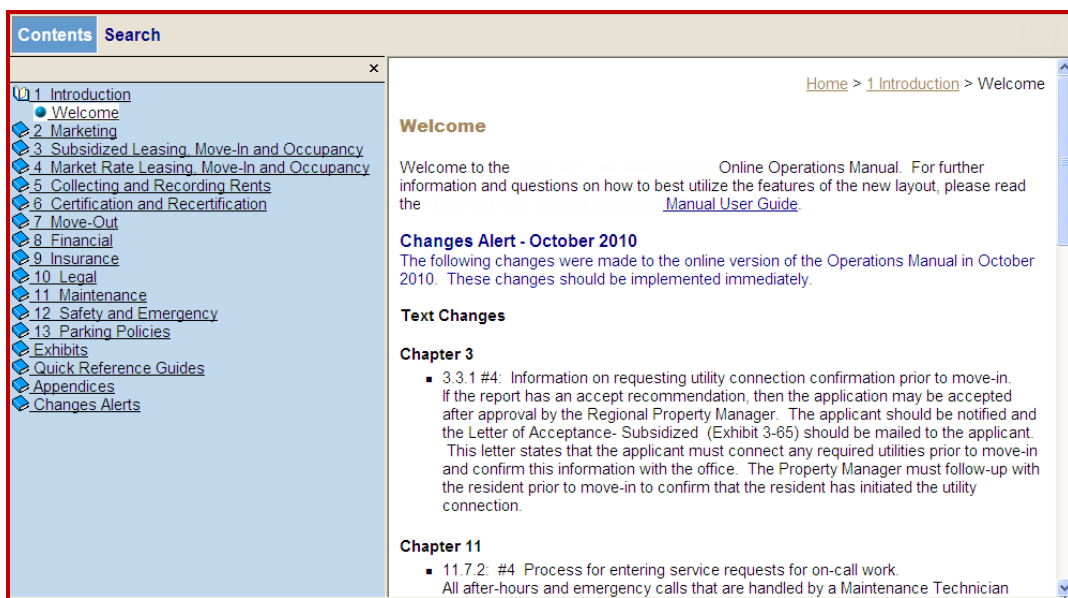 Contents Search
×
1 Introduction
Welcome
2 Marketing
3 Subsidized Leasing, Move-In and Occupancy
4 Market Rate Leasing, Move-In and Occupancy
5 Collecting and Recording Rents
6 Certification and Recertification
7 Move-Out
8 Financial
9 Insurance
10 Legal
11 Maintenance
12 Safety and Emergency
13 Parking Policies
Exhibits
Quick Reference Guides
Appendices
Changes Alerts
Home > 1 Introduction > Welcome
Welcome
Welcome to the Online Operations Manual. For further
information and questions on how to best utilize the features of the new layout, please read
the Manual User Guide.
Changes Alert - October 2010
The following changes were made to the online version of the Operations Manual in October
2010. These changes should be implemented immediately.
Text Changes
Chapter 3
▪ 3.3.1 #4: Information on requesting utility connection confirmation prior to move-in.
If the report has an accept recommendation, then the application may be accepted
after approval by the Regional Property Manager. The applicant should be notified and
the Letter of Acceptance- Subsidized (Exhibit 3-65) should be mailed to the applicant.
This letter states that the applicant must connect any required utilities prior to move-in
and confirm this information with the office. The Property Manager must follow-up with
the resident prior to move-in to confirm that the resident has initiated the utility
connection.
Chapter 11
▪ 11.7.2: #4 Process for entering service requests for on-call work.
All after-hours and emergency calls that are handled by a Maintenance Technician